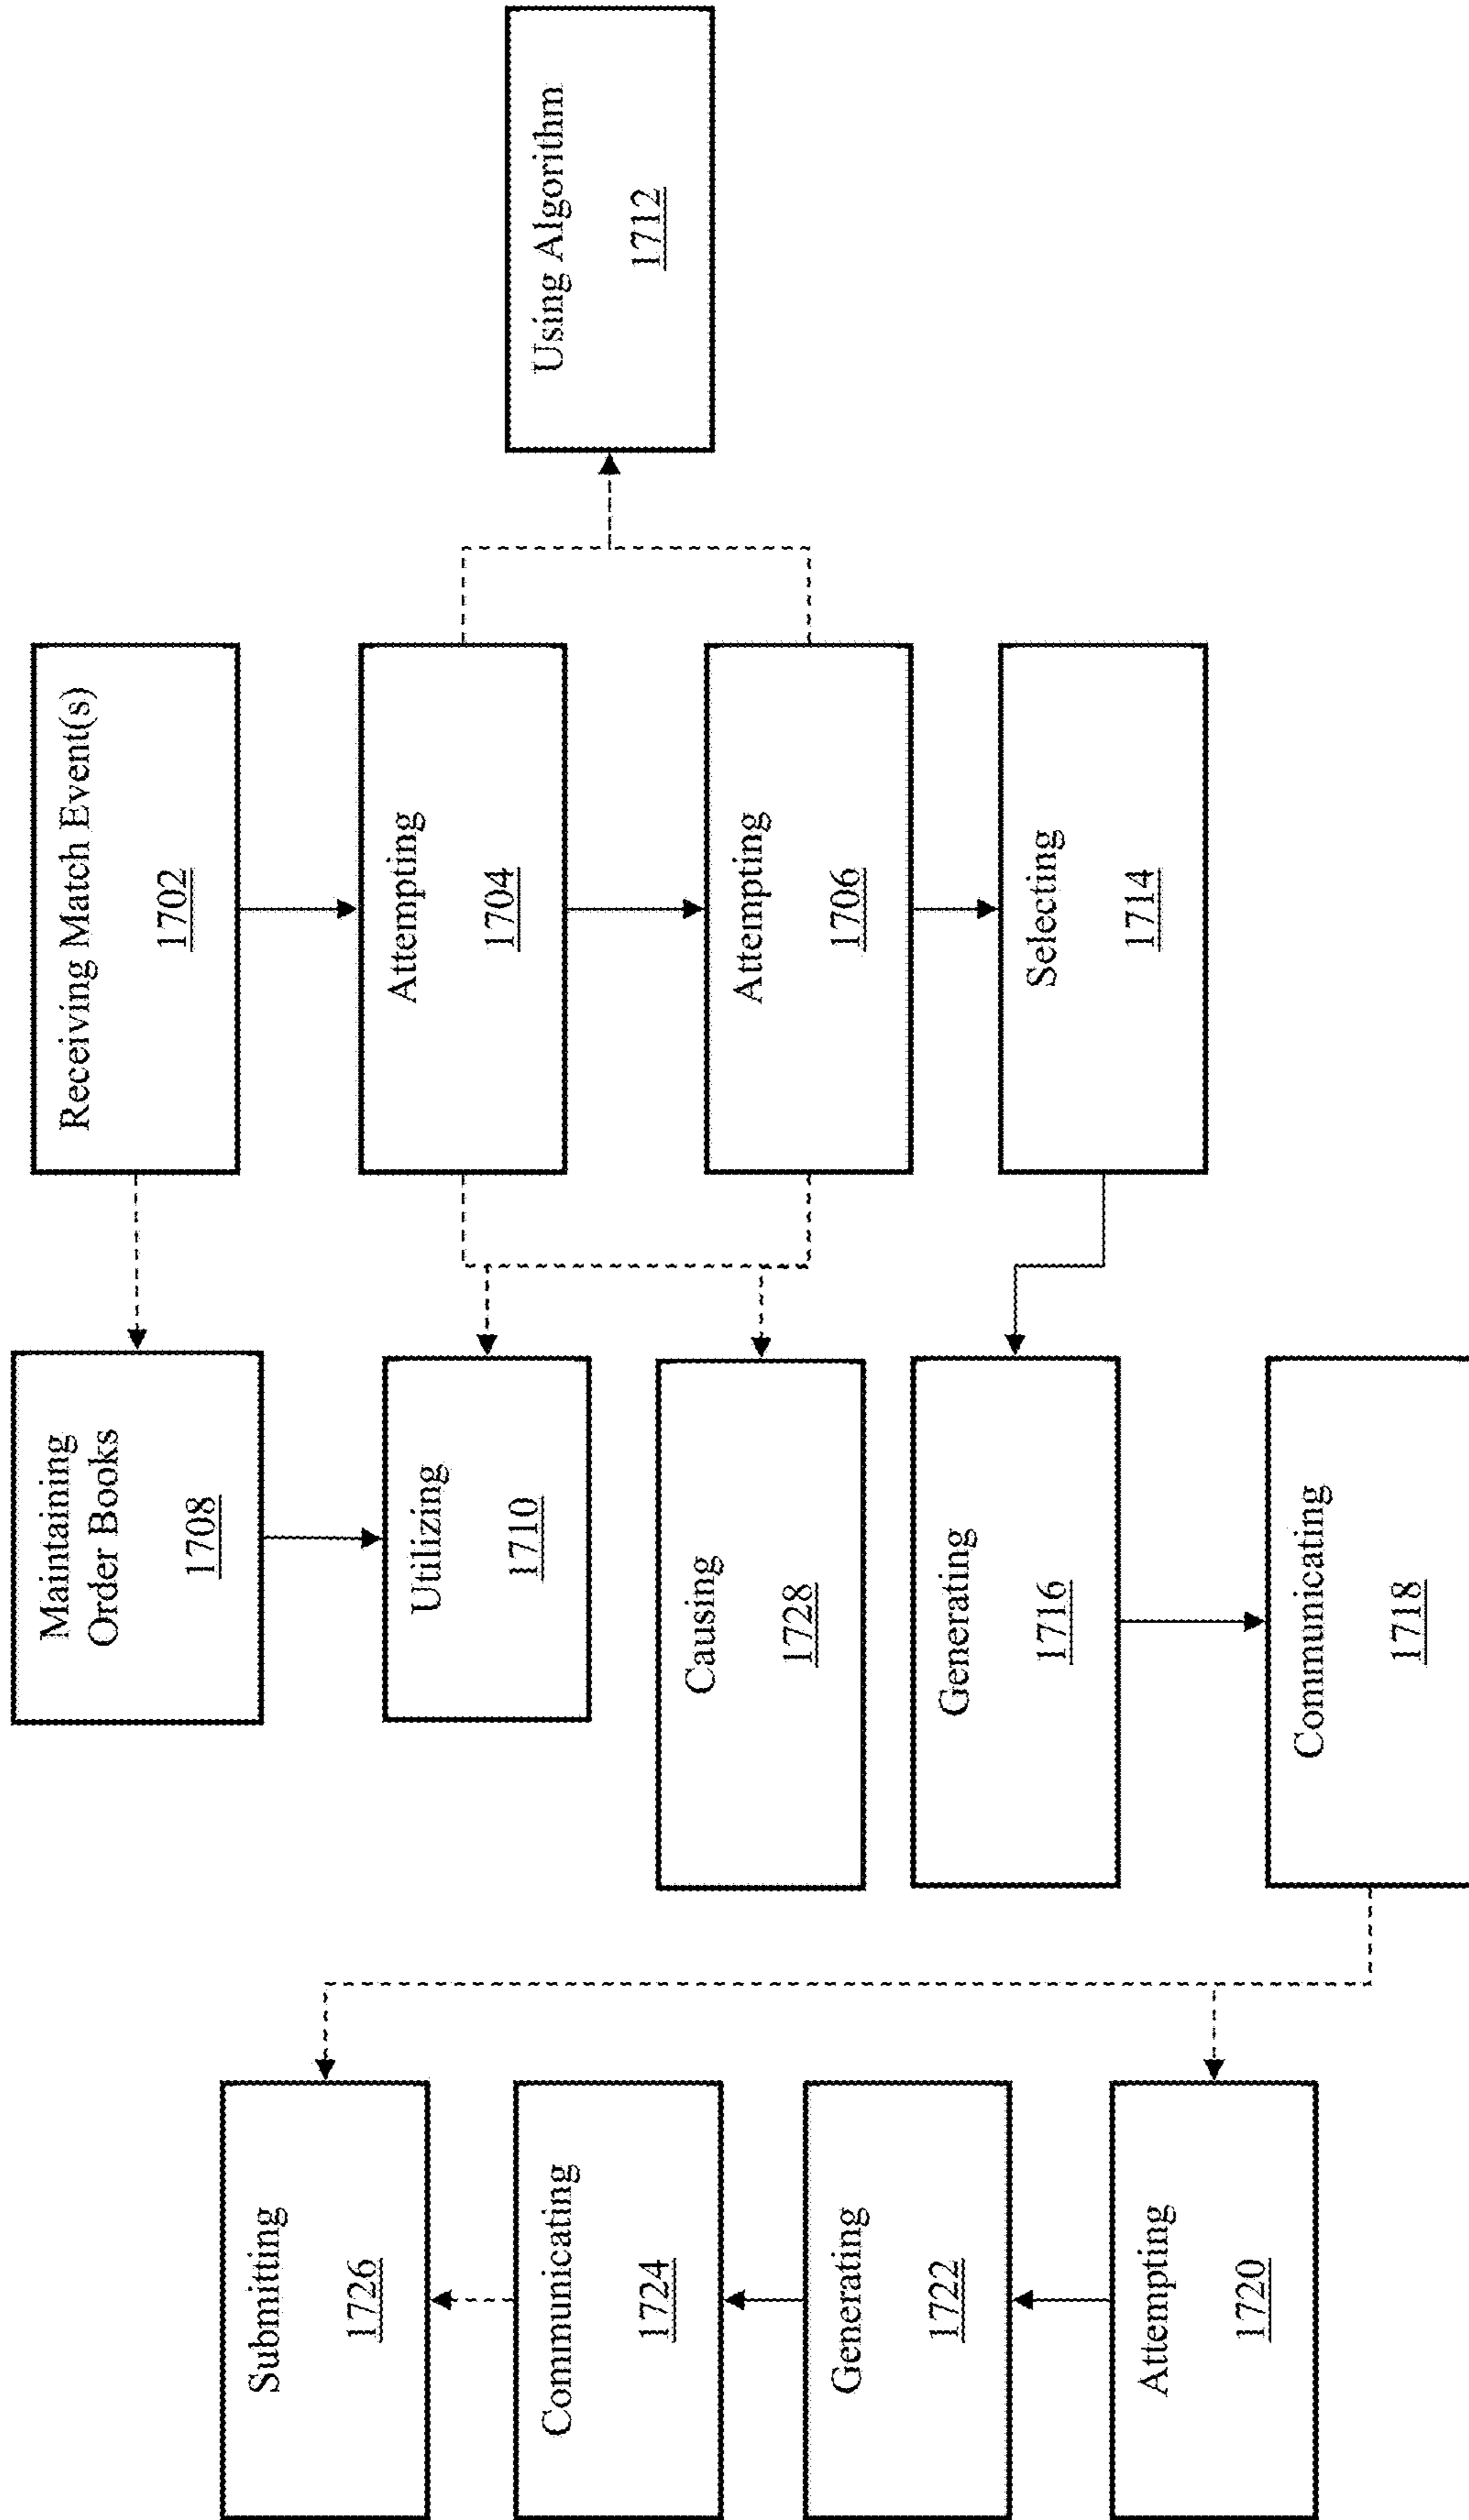 Submitting
1726
Communicating
1724
Generating
1722
Attempting
1720
Maintaining
Order Books
1708
Utilizing
1710
Causing
1728
Generating
1716
Communicating
1718
Receiving Match Event(s)
1702
Attempting
1704
Attempting
1706
Selecting
1714
Using Algorithm
1712